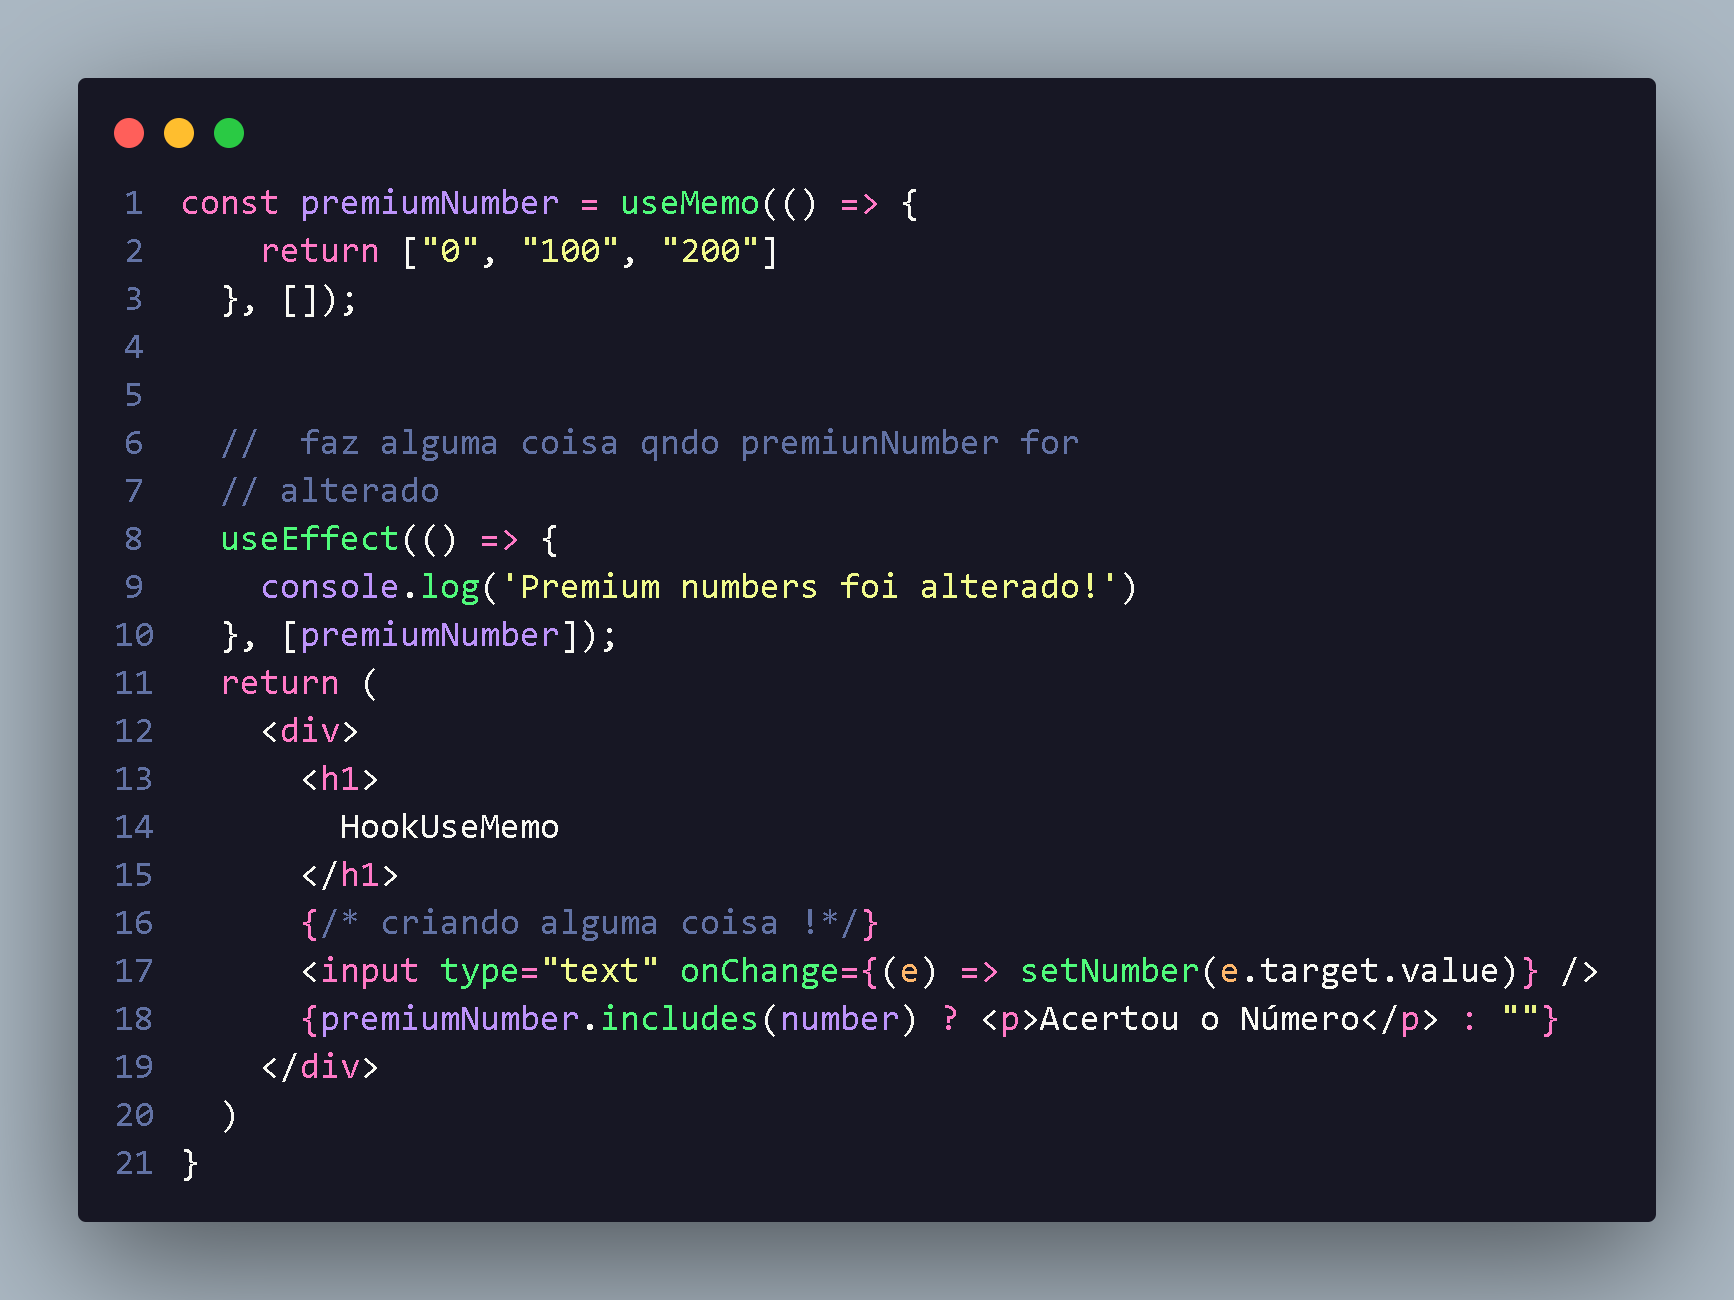 1 const premiumNumber = useMemo(() => {
2     return ["0", "100", "200"]
3   }, []);
4
5
6   //  faz alguma coisa qndo premiunNumber for
7   // alterado
8   useEffect(() => {
9     console.log('Premium numbers foi alterado!')
10   }, [premiumNumber]);
11   return (
12     <div>
13       <h1>
14         HookUseMemo
15       </h1>
16       {/* criando alguma coisa !*/}
17       <input type="text" onChange={(e) => setNumber(e.target.value)} />
18       {premiumNumber.includes(number) ? <p>Acertou o Número</p> : ""}
19     </div>
20   )
21 }